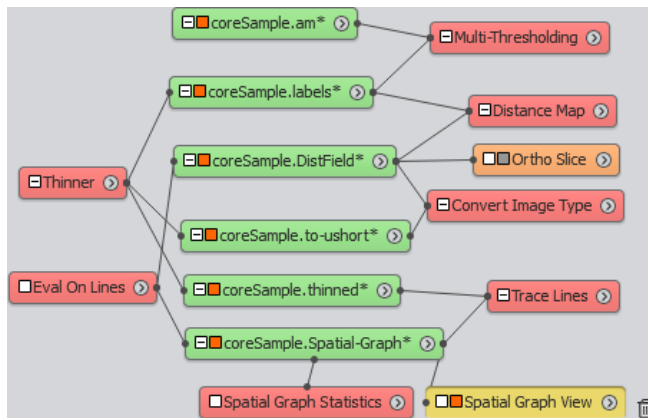 coreSample.am*
Multi-Thresholding
coreSample.labels*
Distance Map
coreSample.DistField*
Ortho Slice
Thinner
Convert Image Type
coreSample.to-ushort*
Eval On Lines
coreSample.thinned*
Trace Lines
coreSample.Spatial-Graph*
Spatial Graph Statistics
Spatial Graph View